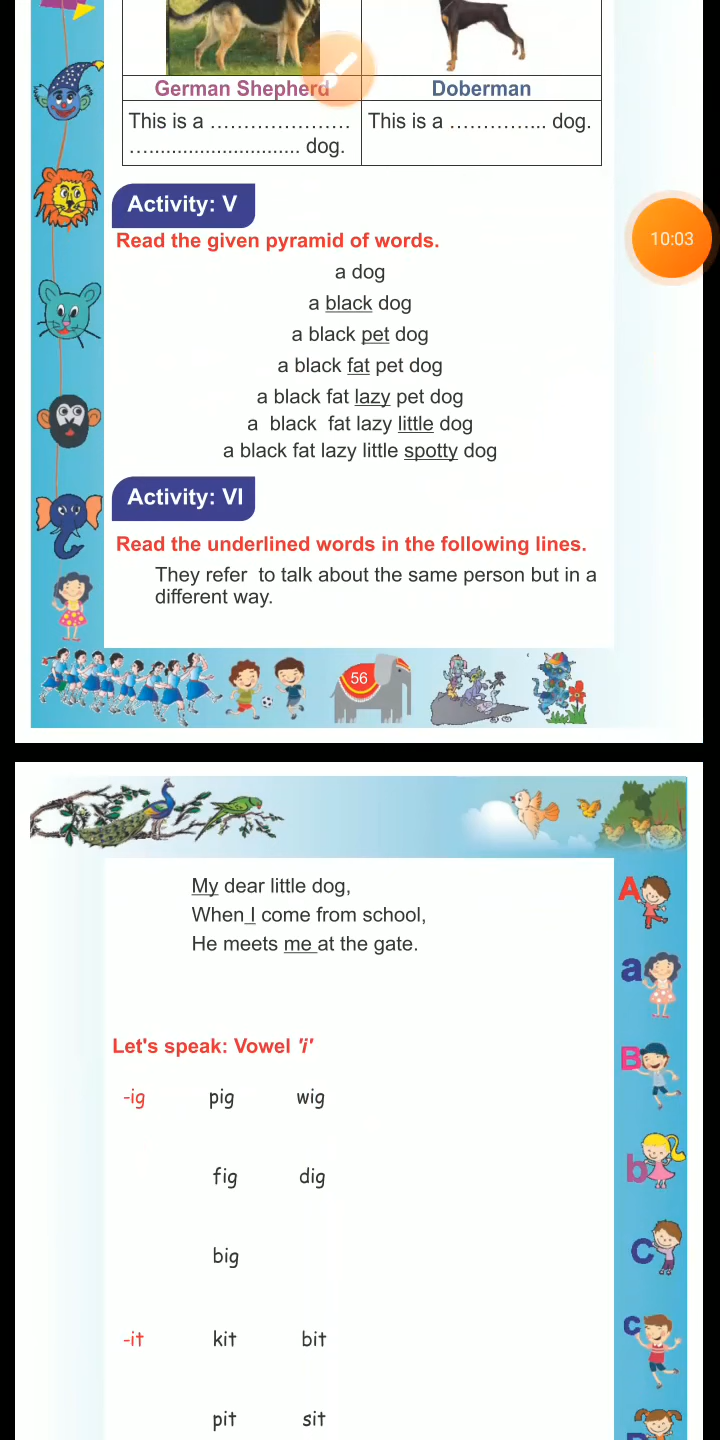 German Shepherd
Doberman
This is a .....................
............................. dog.
This is a ................ dog.
10:03
Activity: V
Read the given pyramid of words.
a dog
a black dog
a black pet dog
a black fat pet dog
a black fat lazy pet dog
a black fat lazy little dog
a black fat lazy little spotty dog
Activity: VI
Read the underlined words in the following lines.
They refer to talk about the same person but in a
different way.
56
My dear little dog,
When I come from school,
He meets me at the gate.
A
a
B
b
C
c
Let's speak: Vowel 'i'
-ig pig wig
fig dig
big
-it kit bit
pit sit